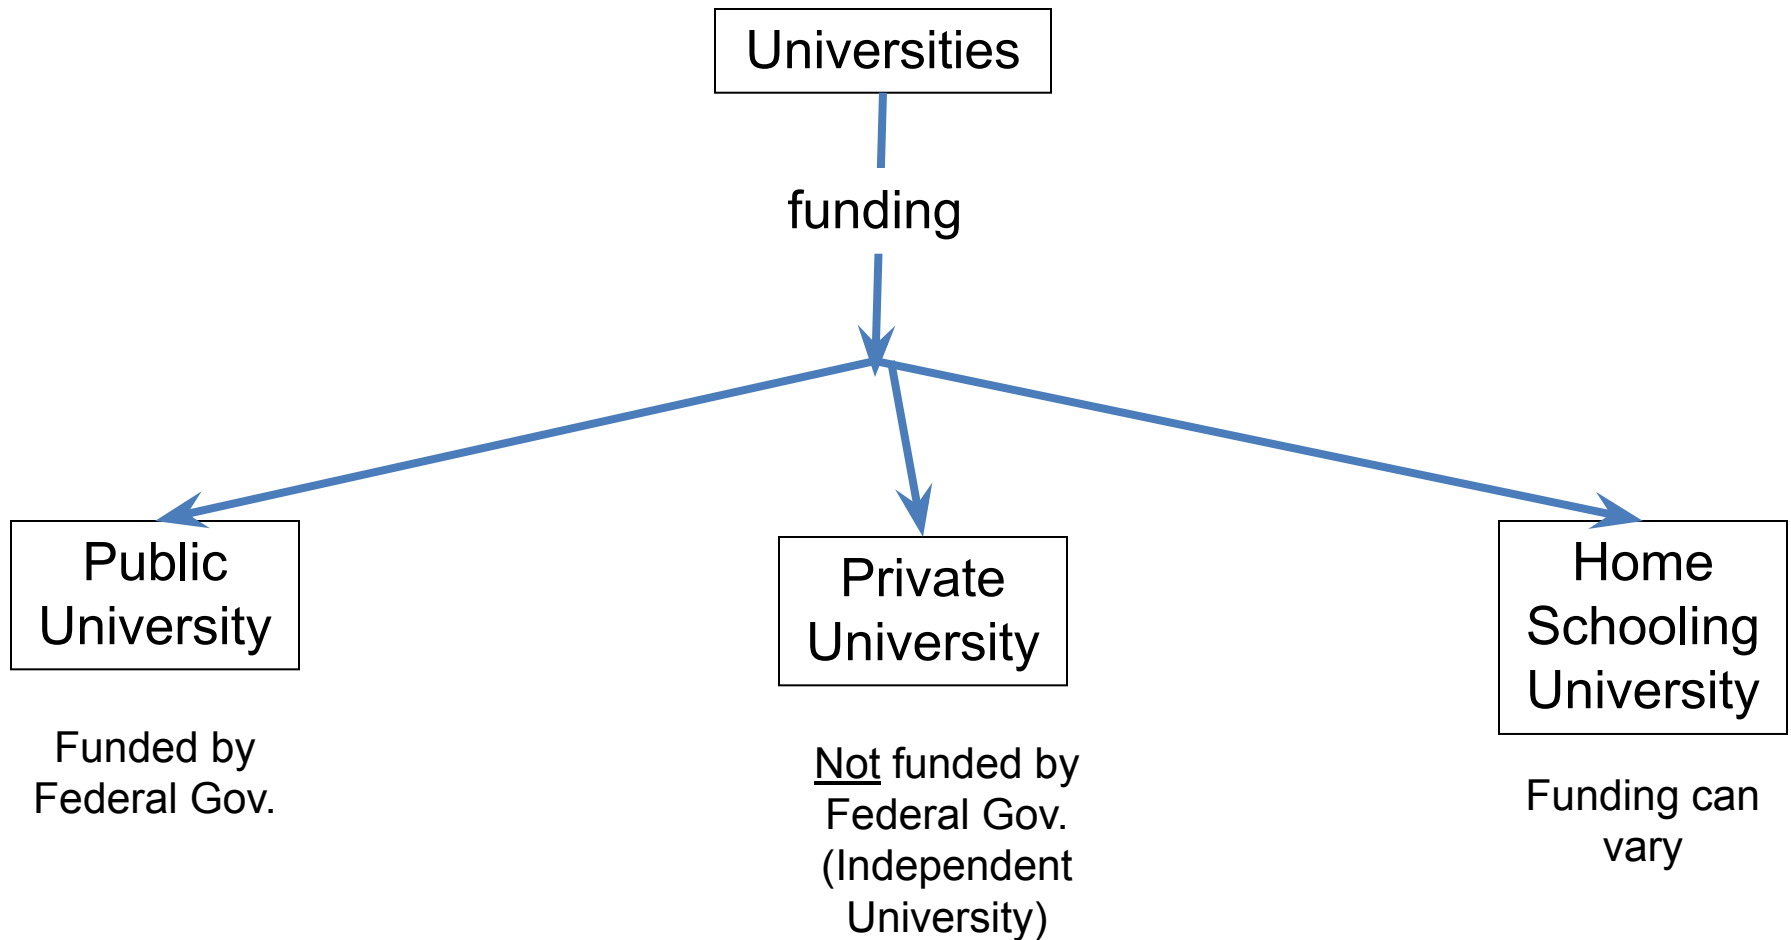 Universities
funding
Public
University
Funded by
Federal Gov.
Private
University
Not funded by
Federal Gov.
(Independent
University)
Home
Schooling
University
Funding can
vary